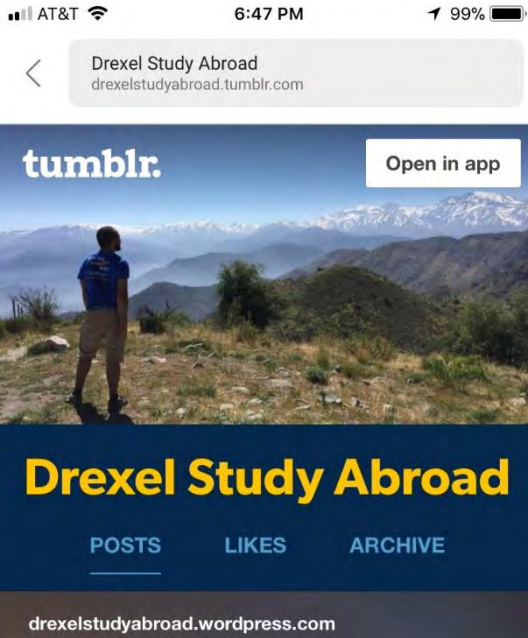 AT&T 6:47 PM 99%
Drexel Study Abroad
drexelstudyabroad.tumblr.com
tumblr. Open in app
Drexel Study Abroad
POSTS LIKES ARCHIVE
drexelstudyabroad.wordpress.com